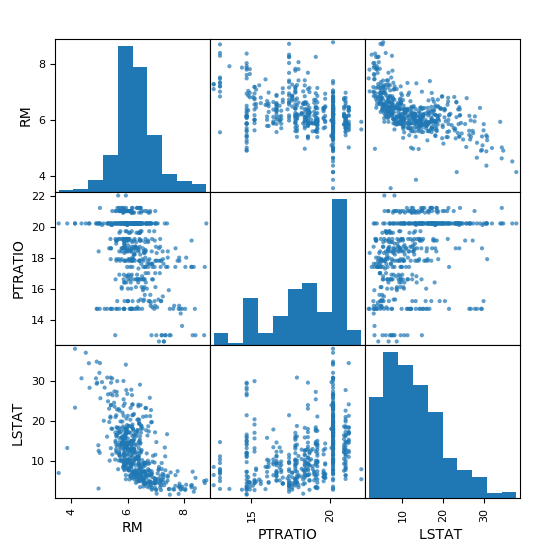 8
6
4
RM
22
20
18
16
14
PTRATIO
30
20
10
LSTAT
4 6 8
15 20
10 20 30
RM
PTRATIO
LSTAT